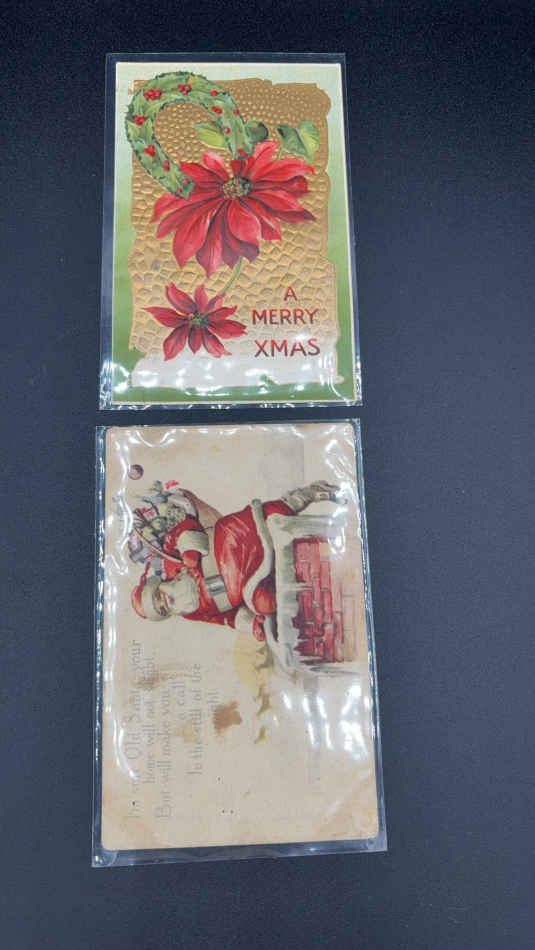 A
MERRY
XMAS
Old Santa, your
home will not
But will make you a call
In the still of the